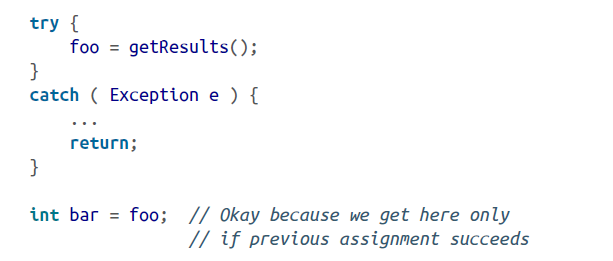 try {
    foo = getResults();
}
catch ( Exception e ) {
    ...
    return;
}
int bar = foo;  // Okay because we get here only
                // if previous assignment succeeds